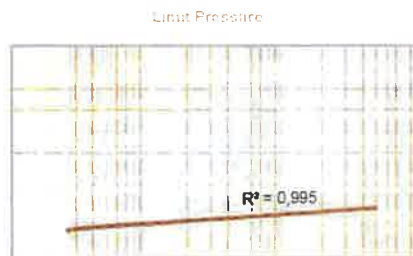 Limit Pressure
R² = 0,995